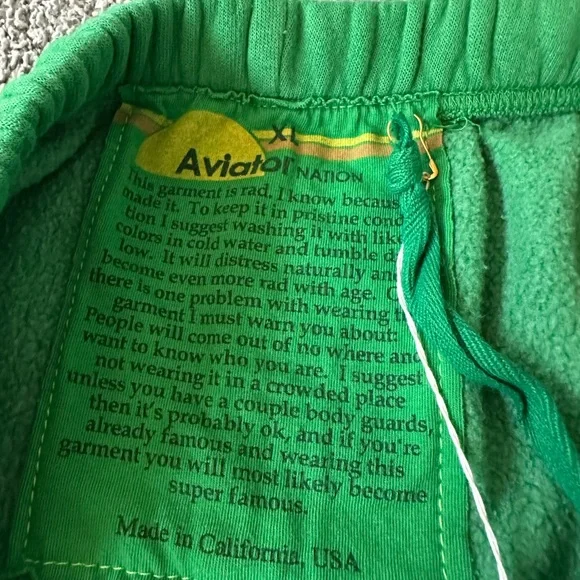 XL
Aviator NATION
This garment is rad. I know becaus
made it. To keep it in pristine cond
tion I suggest washing it with lik
colors in cold water and tumble d
low. It will distress naturally an
become even more rad with age.
there is one problem with wearing
garment I must warn you about.
People will come out of no where and
want to know who you are. I suggest
not wearing it in a crowded place
unless you have a couple body guards,
then it's probably ok, and if you're
already famous and wearing this
garment you will most likely become
super famous.
Made in California, USA